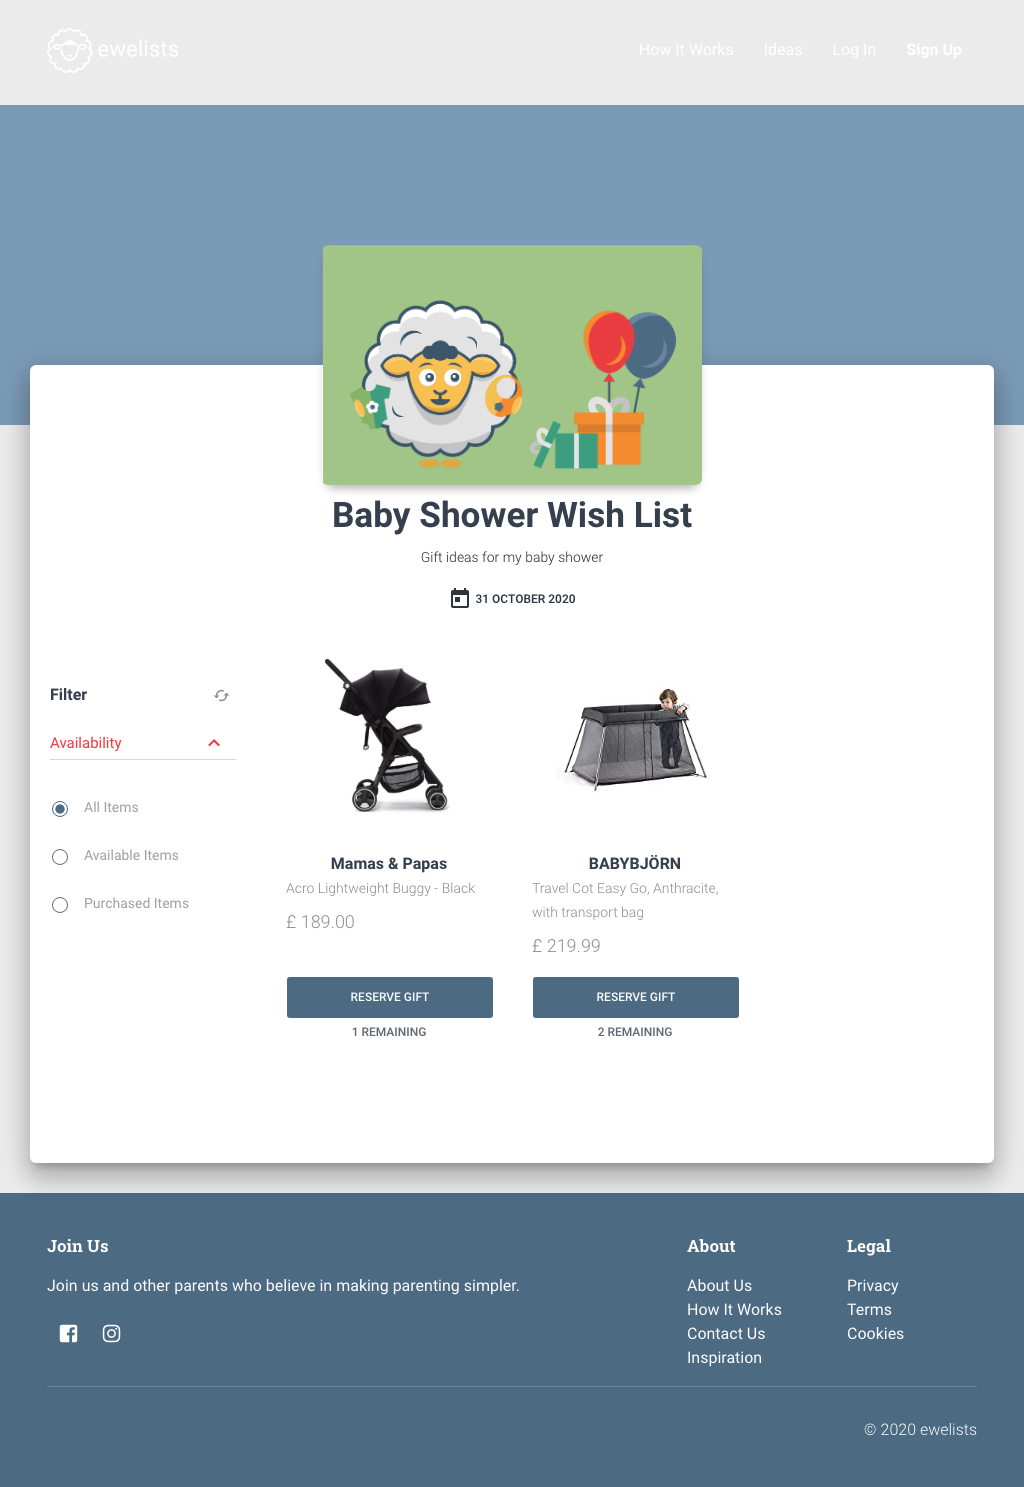 ewelists
How It Works
Ideas
Log In
Sign Up
Baby Shower Wish List
Gift ideas for my baby shower
31 OCTOBER 2020
Filter
Availability
All Items
Available Items
Purchased Items
Mamas & Papas
Acro Lightweight Buggy - Black
£ 189.00
RESERVE GIFT
1 REMAINING
BABYBJÖRN
Travel Cot Easy Go, Anthracite,
with transport bag
£ 219.99
RESERVE GIFT
2 REMAINING
Join Us
Join us and other parents who believe in making parenting simpler.
About
About Us
How It Works
Contact Us
Inspiration
Legal
Privacy
Terms
Cookies
© 2020 ewelists